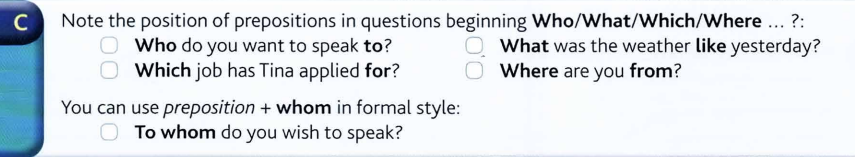 C
Note the position of prepositions in questions beginning Who/What/Which/Where ... ?:
Who do you want to speak to?
What was the weather like yesterday?
Which job has Tina applied for?
Where are you from?
You can use preposition + whom in formal style:
To whom do you wish to speak?